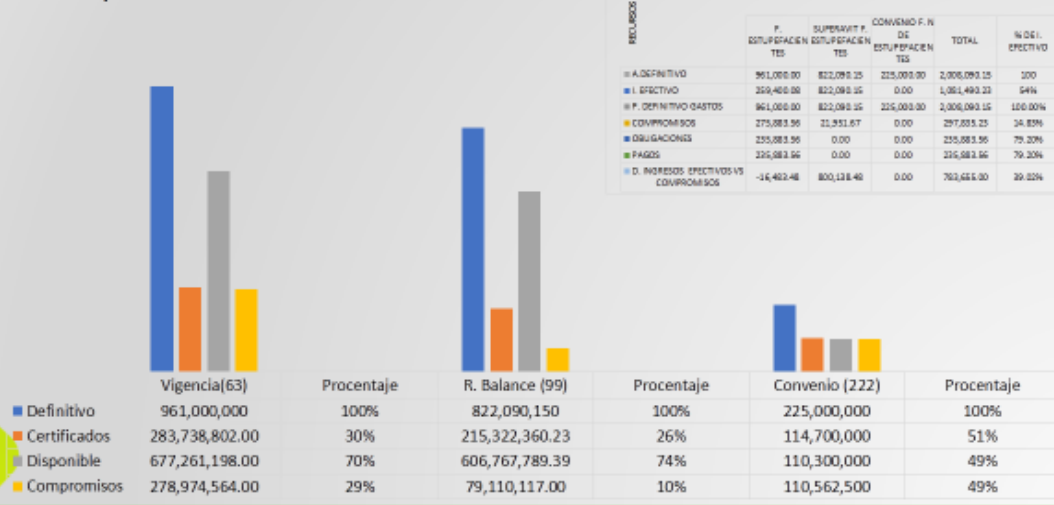 RECURSOS
F. ESTUPEFACIEN TES SUPERAVIT F. ESTUPEFACIEN TES CONVENIO F. N DE ESTUPEFACIEN TES TOTAL % DE I. EFECTIVO
A.DEFINITIVO 961,000.00 822,090.15 225,000.00 2,008,090.15 100
I. EFECTIVO 259,400.08 822,090.15 0.00 1,081,490.23 54%
P. DEFINITIVO GASTOS 961,000.00 822,090.15 225,000.00 2,008,090.15 100.00%
COMPROMISOS 275,883.56 21,951.67 0.00 297,835.23 14.83%
OBLIGACIONES 235,883.56 0.00 0.00 235,883.56 79.20%
PAGOS 235,883.56 0.00 0.00 235,883.56 79.20%
D. INGRESOS EFECTIVOS VS COMPROMISOS -16,483.48 800,138.48 0.00 783,655.00 39.02%
Vigencia(63) Procentaje R. Balance (99) Procentaje Convenio (222) Procentaje
Definitivo 961,000,000 100% 822,090,150 100% 225,000,000 100%
Certificados 283,738,802.00 30% 215,322,360.23 26% 114,700,000 51%
Disponible 677,261,198.00 70% 606,767,789.39 74% 110,300,000 49%
Compromisos 278,974,564.00 29% 79,110,117.00 10% 110,562,500 49%